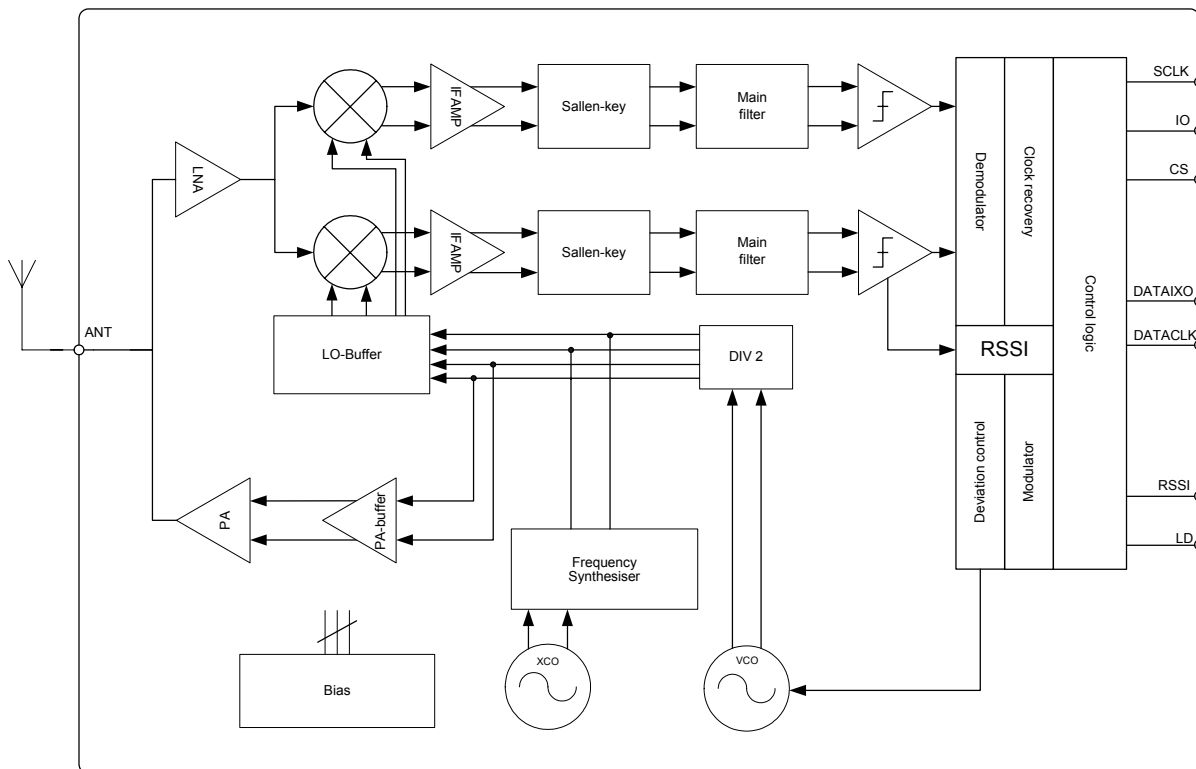 SCLK
IFAMP
Sallen-key
Main
filter
IO
LNA
Demodulator
Clock recovery
CS
IFAMP
Sallen-key
Main
filter
Control logic
DATAIXO
ANT
LO-Buffer
DIV 2
RSSI
DATACLK
PA
PA-buffer
Deviation control
Modulator
RSSI
Frequency
Synthesiser
LD
XCO
VCO
Bias